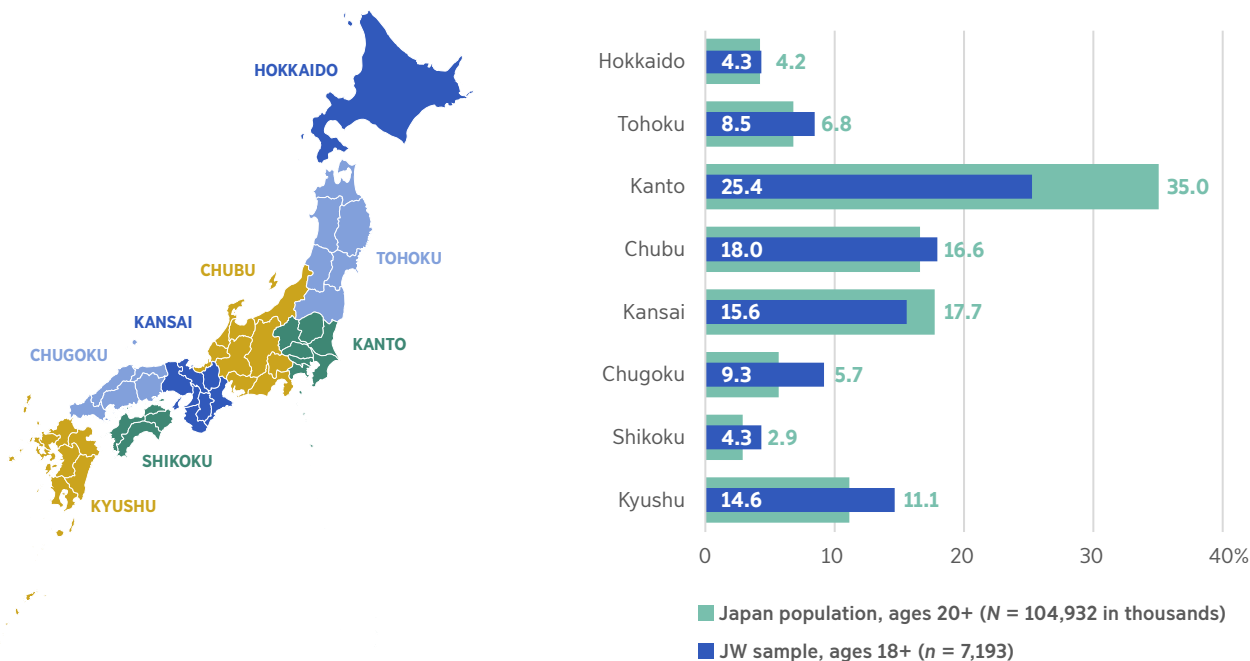 HOKKAIDO
TOHOKU
CHUBU
KANSAI
KANTO
CHUGOKU
SHIKOKU
KYUSHU
Hokkaido 4.3 4.2
Tohoku 8.5 6.8
Kanto 25.4 35.0
Chubu 18.0 16.6
Kansai 15.6 17.7
Chugoku 9.3 5.7
Shikoku 4.3 2.9
Kyushu 14.6 11.1
0 10 20 30 40%
Japan population, ages 20+ (N = 104,932 in thousands)
JW sample, ages 18+ (n = 7,193)